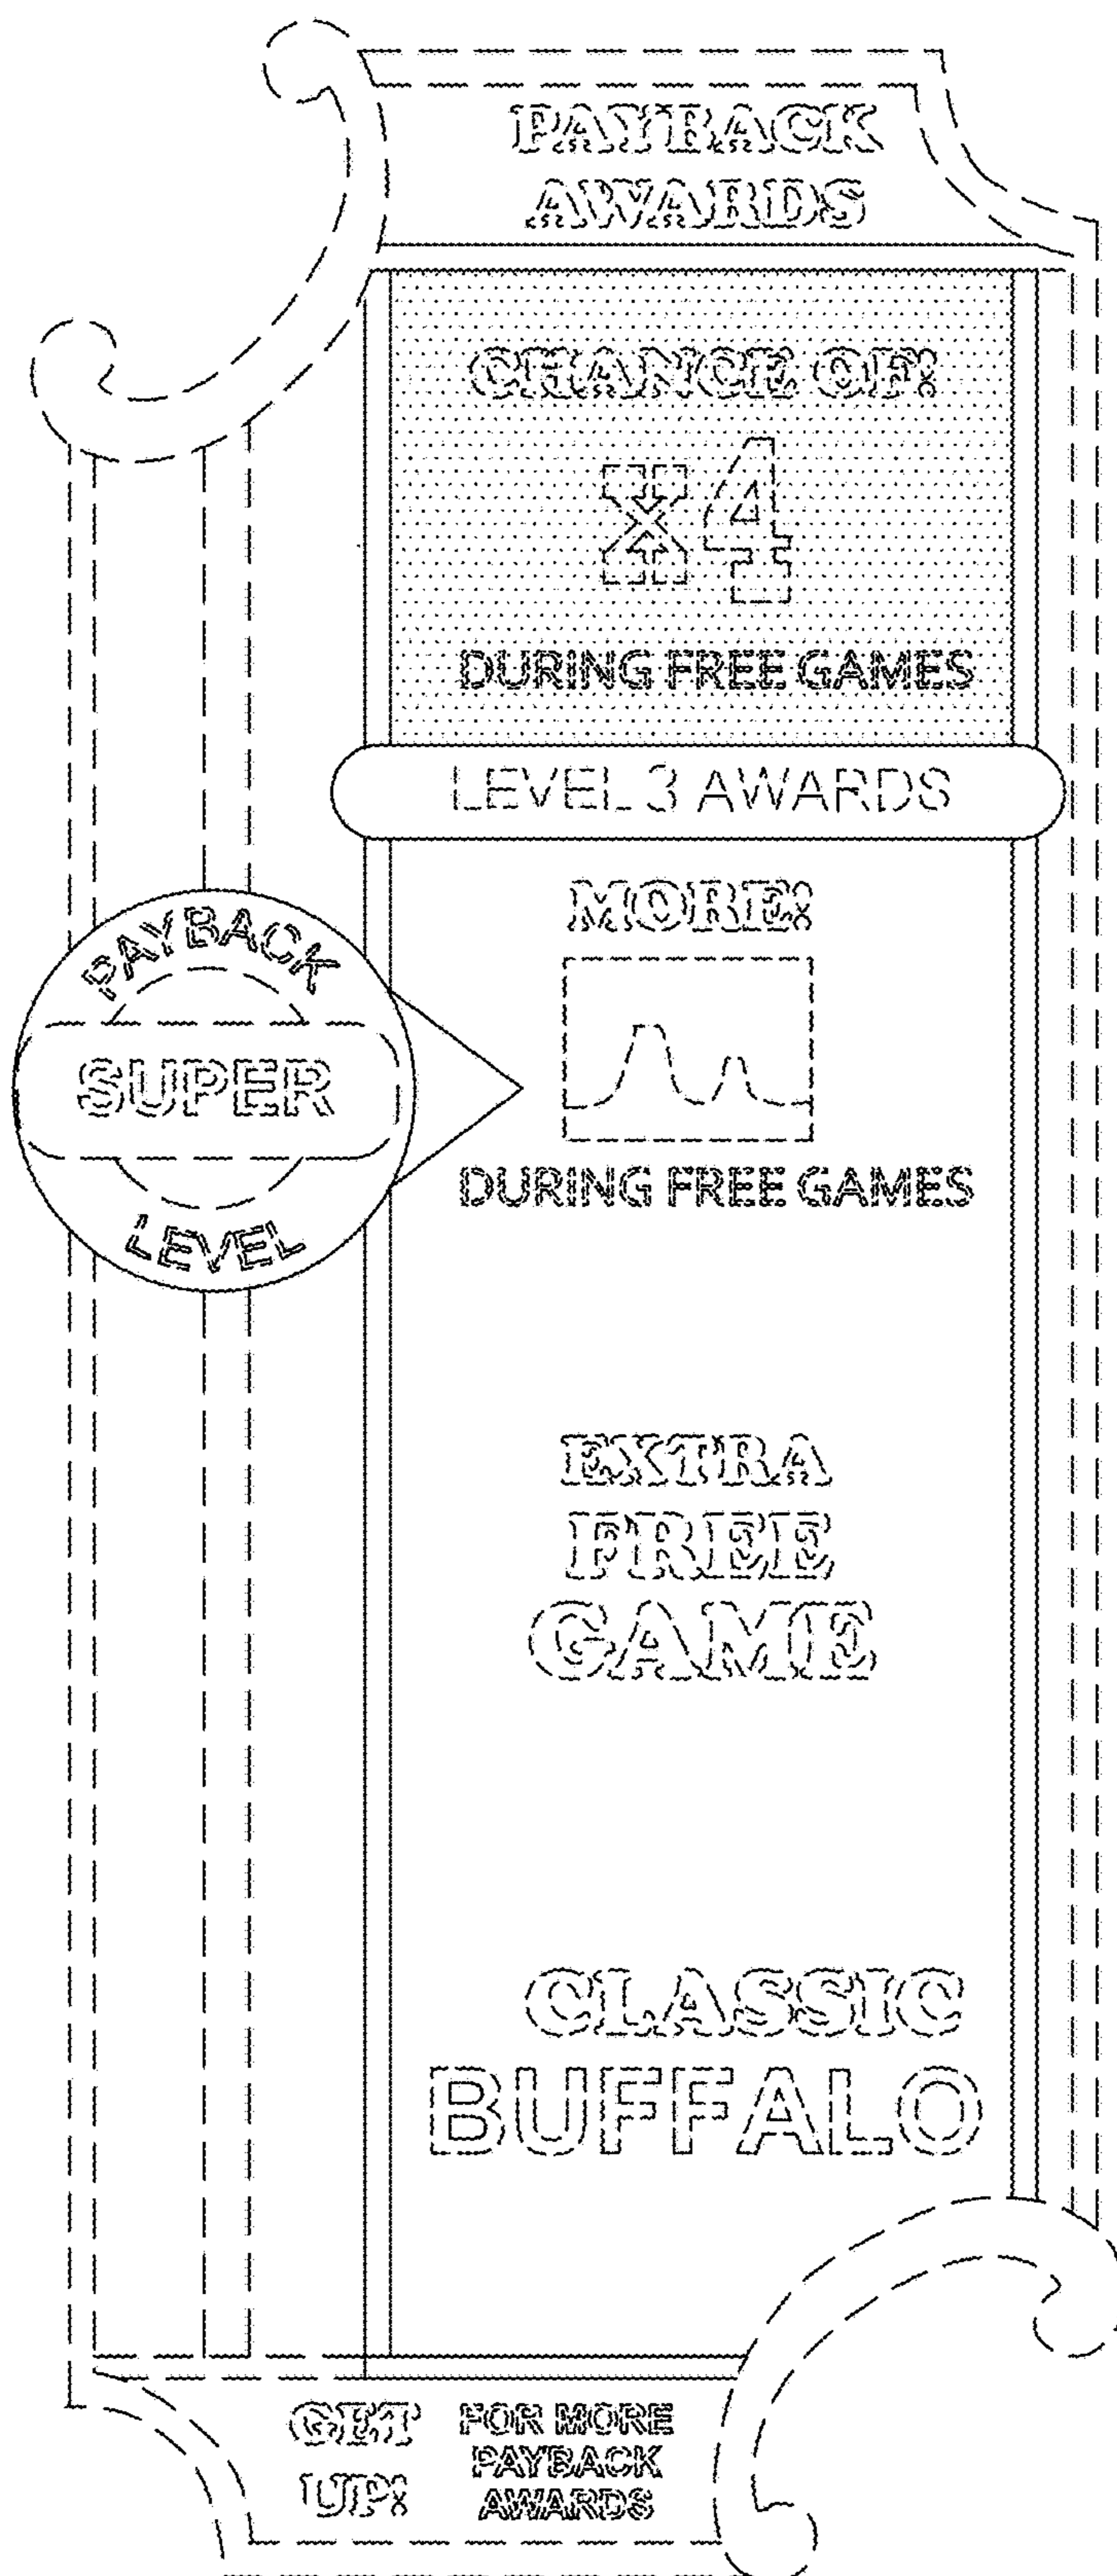 PAYBACK
AWARDS
CHANCE OF:
X4
DURING FREE GAMES
LEVEL 3 AWARDS
MORE:
DURING FREE GAMES
PAYBACK
SUPER
LEVEL
EXTRA
FREE
GAME
CLASSIC
BUFFALO
GET
UP:
FOR MORE
PAYBACK
AWARDS